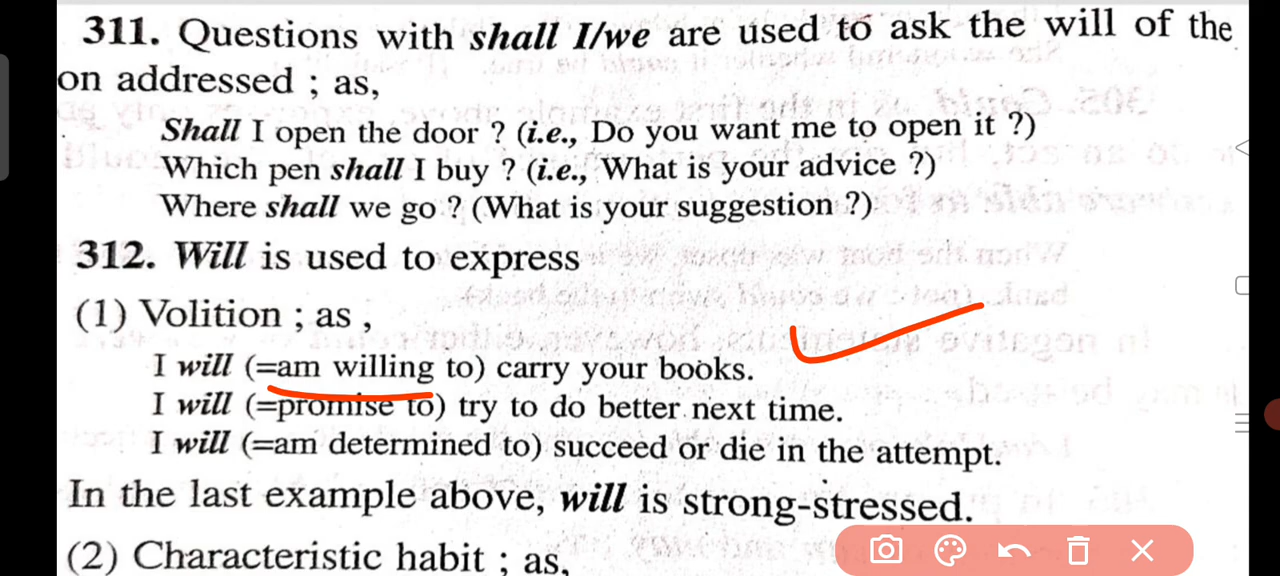 311. Questions with shall I/we are used to ask the will of the
on addressed ; as,
Shall I open the door ? (i.e., Do you want me to open it ?)
Which pen shall I buy ? (i.e., What is your advice ?)
Where shall we go ? (What is your suggestion ?)
312. Will is used to express
(1) Volition ; as ,
I will (=am willing to) carry your books.
I will (=promise to) try to do better next time.
I will (=am determined to) succeed or die in the attempt.
In the last example above, will is strong-stressed.
(2) Characteristic habit ; as,